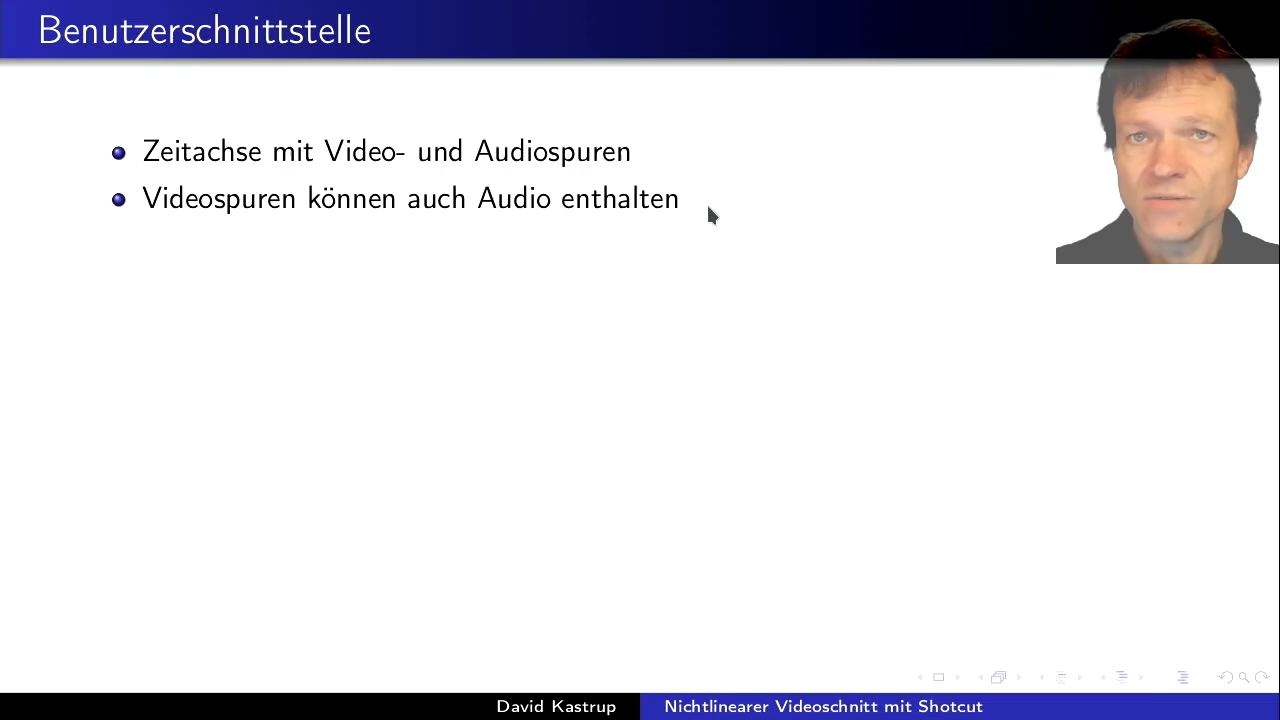 Benutzerschnittstelle
Zeitachse mit Video- und Audiospuren
Videospuren können auch Audio enthalten
David Kastrup
Nichtlinearer Videoschnitt mit Shotcut